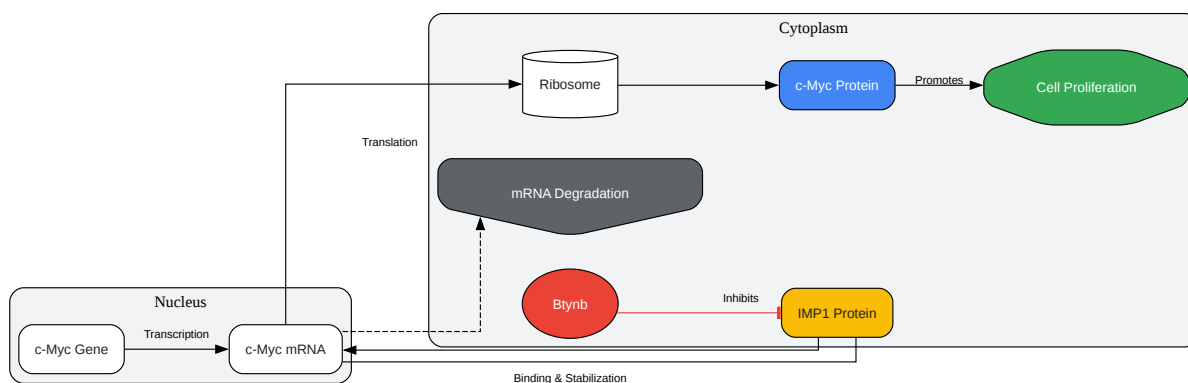 Cytoplasm
Ribosome
c-Myc Protein
Promotes
Cell Proliferation
Translation
mRNA Degradation
Btynb
Inhibits
IMP1 Protein
Nucleus
c-Myc Gene
Transcription
c-Myc mRNA
Binding & Stabilization